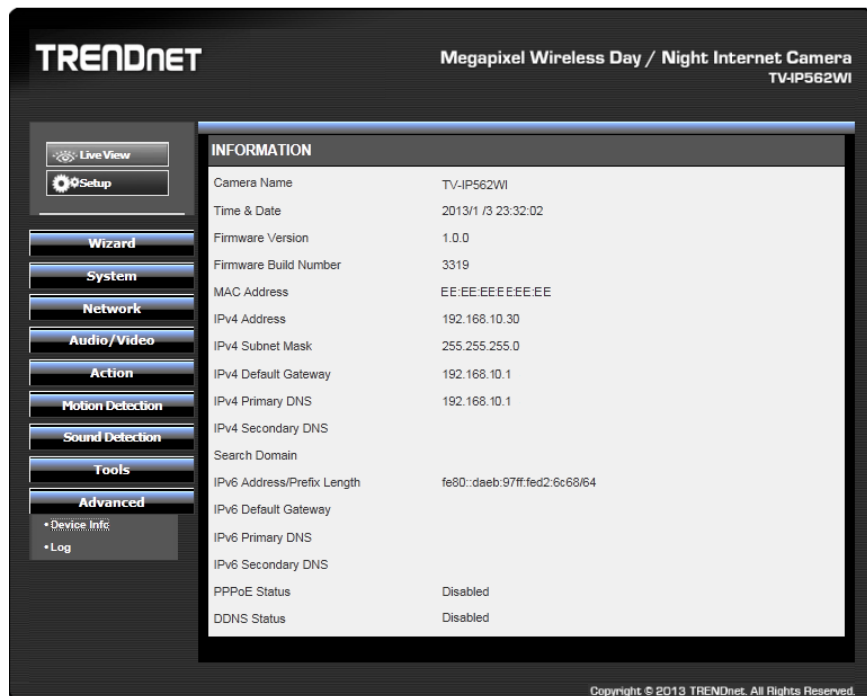 TRENDNET
Megapixel Wireless Day / Night Internet Camera
TV-IP562WI
Live View
Setup
Wizard
System
Network
Audio/Video
Action
Motion Detection
Sound Detection
Tools
Advanced
• Device Info
• Log
INFORMATION
Camera Name TV-IP562WI
Time & Date 2013/1 /3 23:32:02
Firmware Version 1.0.0
Firmware Build Number 3319
MAC Address EE:EE:EE:EE:EE:EE
IPv4 Address 192.168.10.30
IPv4 Subnet Mask 255.255.255.0
IPv4 Default Gateway 192.168.10.1
IPv4 Primary DNS 192.168.10.1
IPv4 Secondary DNS
Search Domain
IPv6 Address/Prefix Length fe80::daeb:97ff:fed2:6c68/64
IPv6 Default Gateway
IPv6 Primary DNS
IPv6 Secondary DNS
PPPoE Status Disabled
DDNS Status Disabled
Copyright © 2013 TRENDnet. All Rights Reserved.